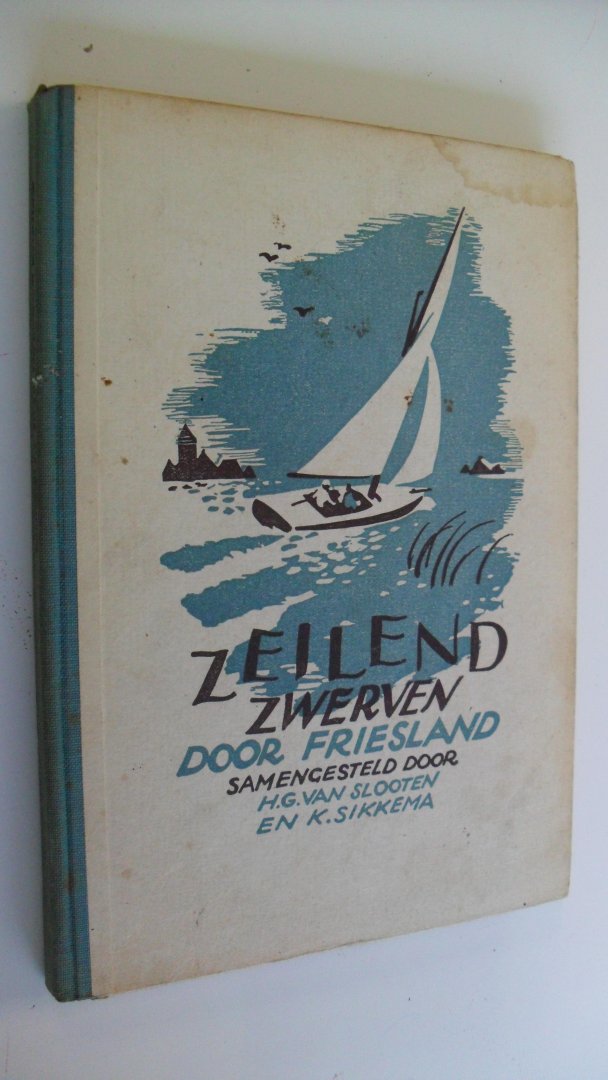 ZEILEND
ZWERVEN
DOOR FRIESLAND
SAMENGESTELD DOOR
H.G. VAN SLOOTEN
EN K. SIKKEMA